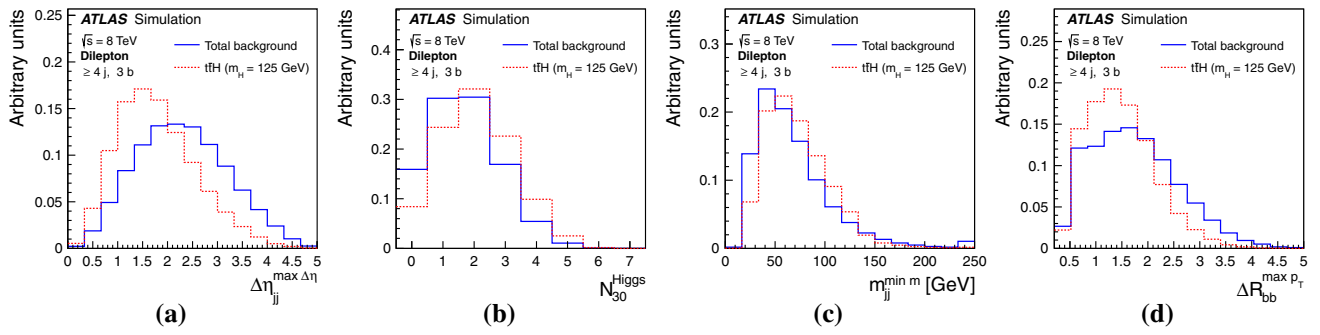 Arbitrary units
0.25
0.2
0.15
0.1
0.05
0
ATLAS Simulation
√s = 8 TeV
Dilepton
≥ 4 j, 3 b
Total background
tt̄H (m_H = 125 GeV)
0 0.5 1 1.5 2 2.5 3 3.5 4 4.5 5
Δη_jj^max Δη
(a)
Arbitrary units
0.4
0.3
0.2
0.1
0
ATLAS Simulation
√s = 8 TeV
Dilepton
≥ 4 j, 3 b
Total background
tt̄H (m_H = 125 GeV)
0 1 2 3 4 5 6 7
N_30^Higgs
(b)
Arbitrary units
0.3
0.2
0.1
0
ATLAS Simulation
√s = 8 TeV
Dilepton
≥ 4 j, 3 b
Total background
tt̄H (m_H = 125 GeV)
0 50 100 150 200 250
m_jj^min m [GeV]
(c)
Arbitrary units
0.25
0.2
0.15
0.1
0.05
0
ATLAS Simulation
√s = 8 TeV
Dilepton
≥ 4 j, 3 b
Total background
tt̄H (m_H = 125 GeV)
0.5 1 1.5 2 2.5 3 3.5 4 4.5 5
ΔR_bb^max p_T
(d)